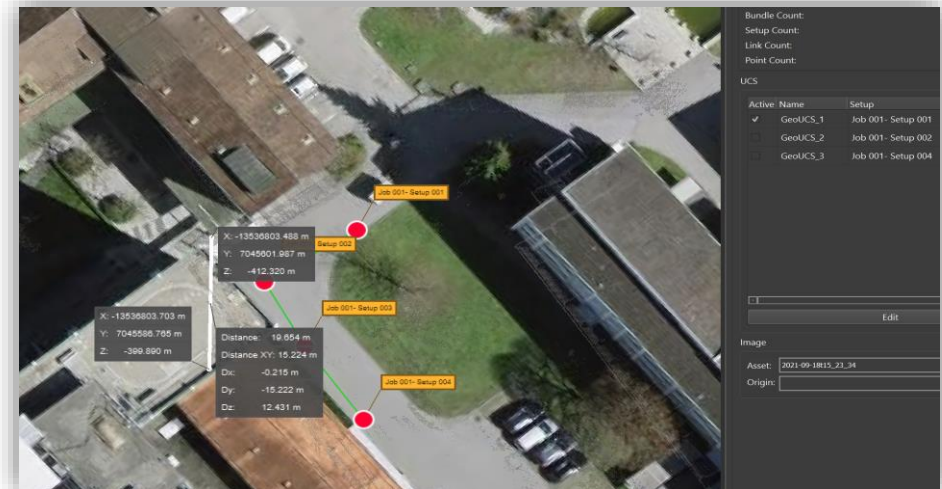 Bundle Count:
Setup Count:
Link Count:
Point Count:
UCS
Active Name Setup
GeoUCS_1 Job 001- Setup 001
GeoUCS_2 Job 001- Setup 002
GeoUCS_3 Job 001- Setup 004
Edit
Image
Asset: 2021-09-18t15_23_34
Origin:
Job 001- Setup 001
Setup 002
X: -13536803.488 m
Y: 7045601.987 m
Z: -412.320 m
Job 001- Setup 003
X: -13536803.703 m
Y: 7045586.765 m
Z: -399.890 m
Distance: 19.654 m
Distance XY: 15.224 m
Dx: -0.215 m
Dy: -15.222 m
Dz: 12.431 m
Job 001- Setup 004